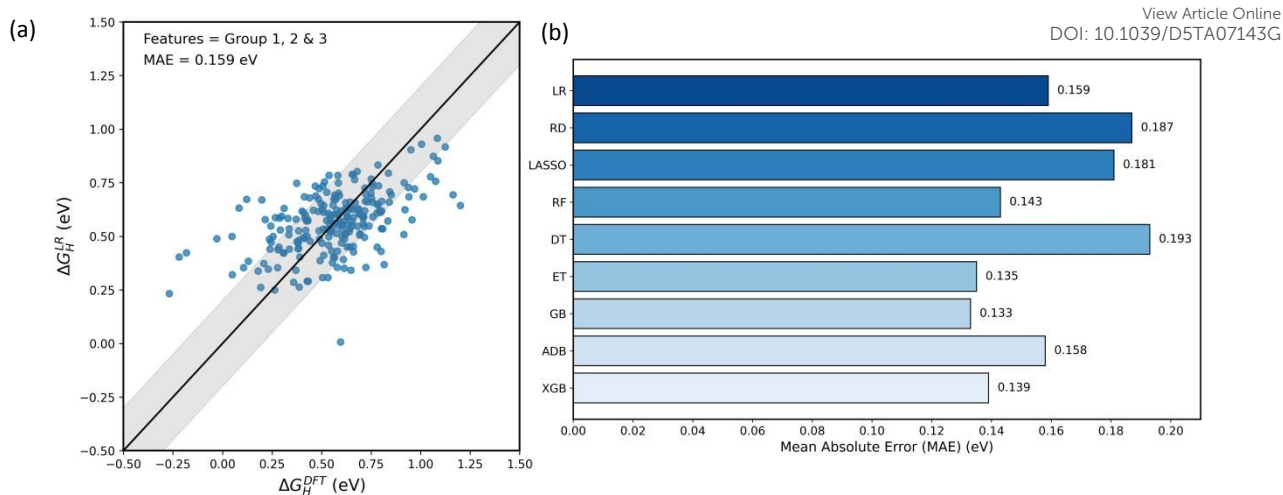 View Article Online
DOI: 10.1039/D5TA07143G
(a)
Features = Group 1, 2 & 3
MAE = 0.159 eV
1.50
1.25
1.00
0.75
0.50
0.25
0.00
−0.25
−0.50
ΔG_H^LR (eV)
−0.50 −0.25 0.00 0.25 0.50 0.75 1.00 1.25 1.50
ΔG_H^DFT (eV)
(b)
LR 0.159
RD 0.187
LASSO 0.181
RF 0.143
DT 0.193
ET 0.135
GB 0.133
ADB 0.158
XGB 0.139
0.00 0.02 0.04 0.06 0.08 0.10 0.12 0.14 0.16 0.18 0.20
Mean Absolute Error (MAE) (eV)